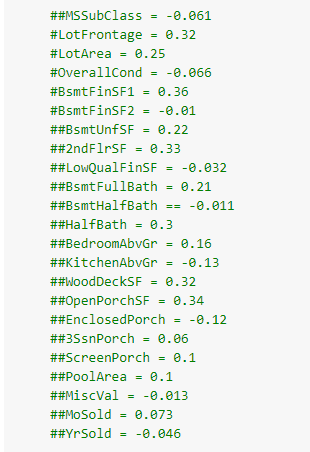 ##MSSubClass = -0.061
#LotFrontage = 0.32
#LotArea = 0.25
#OverallCond = -0.066
#BsmtFinSF1 = 0.36
#BsmtFinSF2 = -0.01
##BsmtUnfSF = 0.22
##2ndFlrSF = 0.33
##LowQualFinSF = -0.032
##BsmtFullBath = 0.21
##BsmtHalfBath == -0.011
##HalfBath = 0.3
##BedroomAbvGr = 0.16
##KitchenAbvGr = -0.13
##WoodDeckSF = 0.32
##OpenPorchSF = 0.34
##EnclosedPorch = -0.12
##3SsnPorch = 0.06
##ScreenPorch = 0.1
##PoolArea = 0.1
##MiscVal = -0.013
##MoSold = 0.073
##YrSold = -0.046